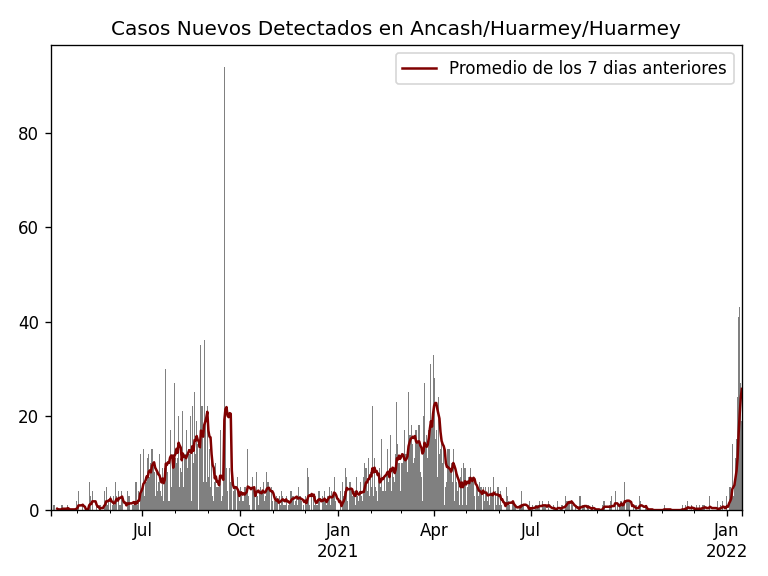 Casos Nuevos Detectados en Ancash/Huarmey/Huarmey
Promedio de los 7 dias anteriores
80
60
40
20
0
Jul Oct Jan Apr Jul Oct Jan
2021 2022